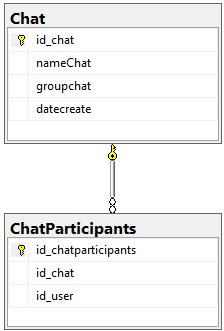 Chat
id_chat
nameChat
groupchat
datecreate
ChatParticipants
id_chatparticipants
id_chat
id_user